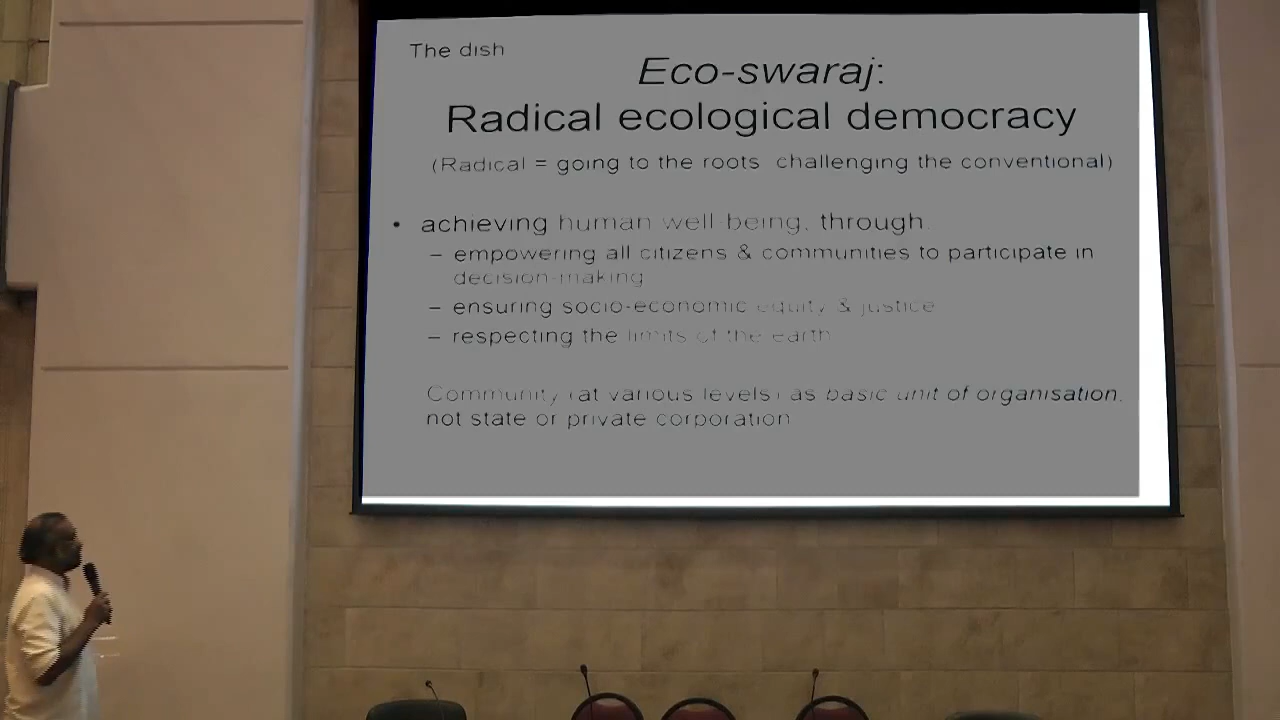 The dish
Eco-swaraj:
Radical ecological democracy
(Radical = going to the roots challenging the conventional)
• achieving human well-being, through
– empowering all citizens & communities to participate in
decision-making
– ensuring socio-economic equity & justice
– respecting the limits of the earth
Community (at various levels) as basic unit of organisation,
not state or private corporation